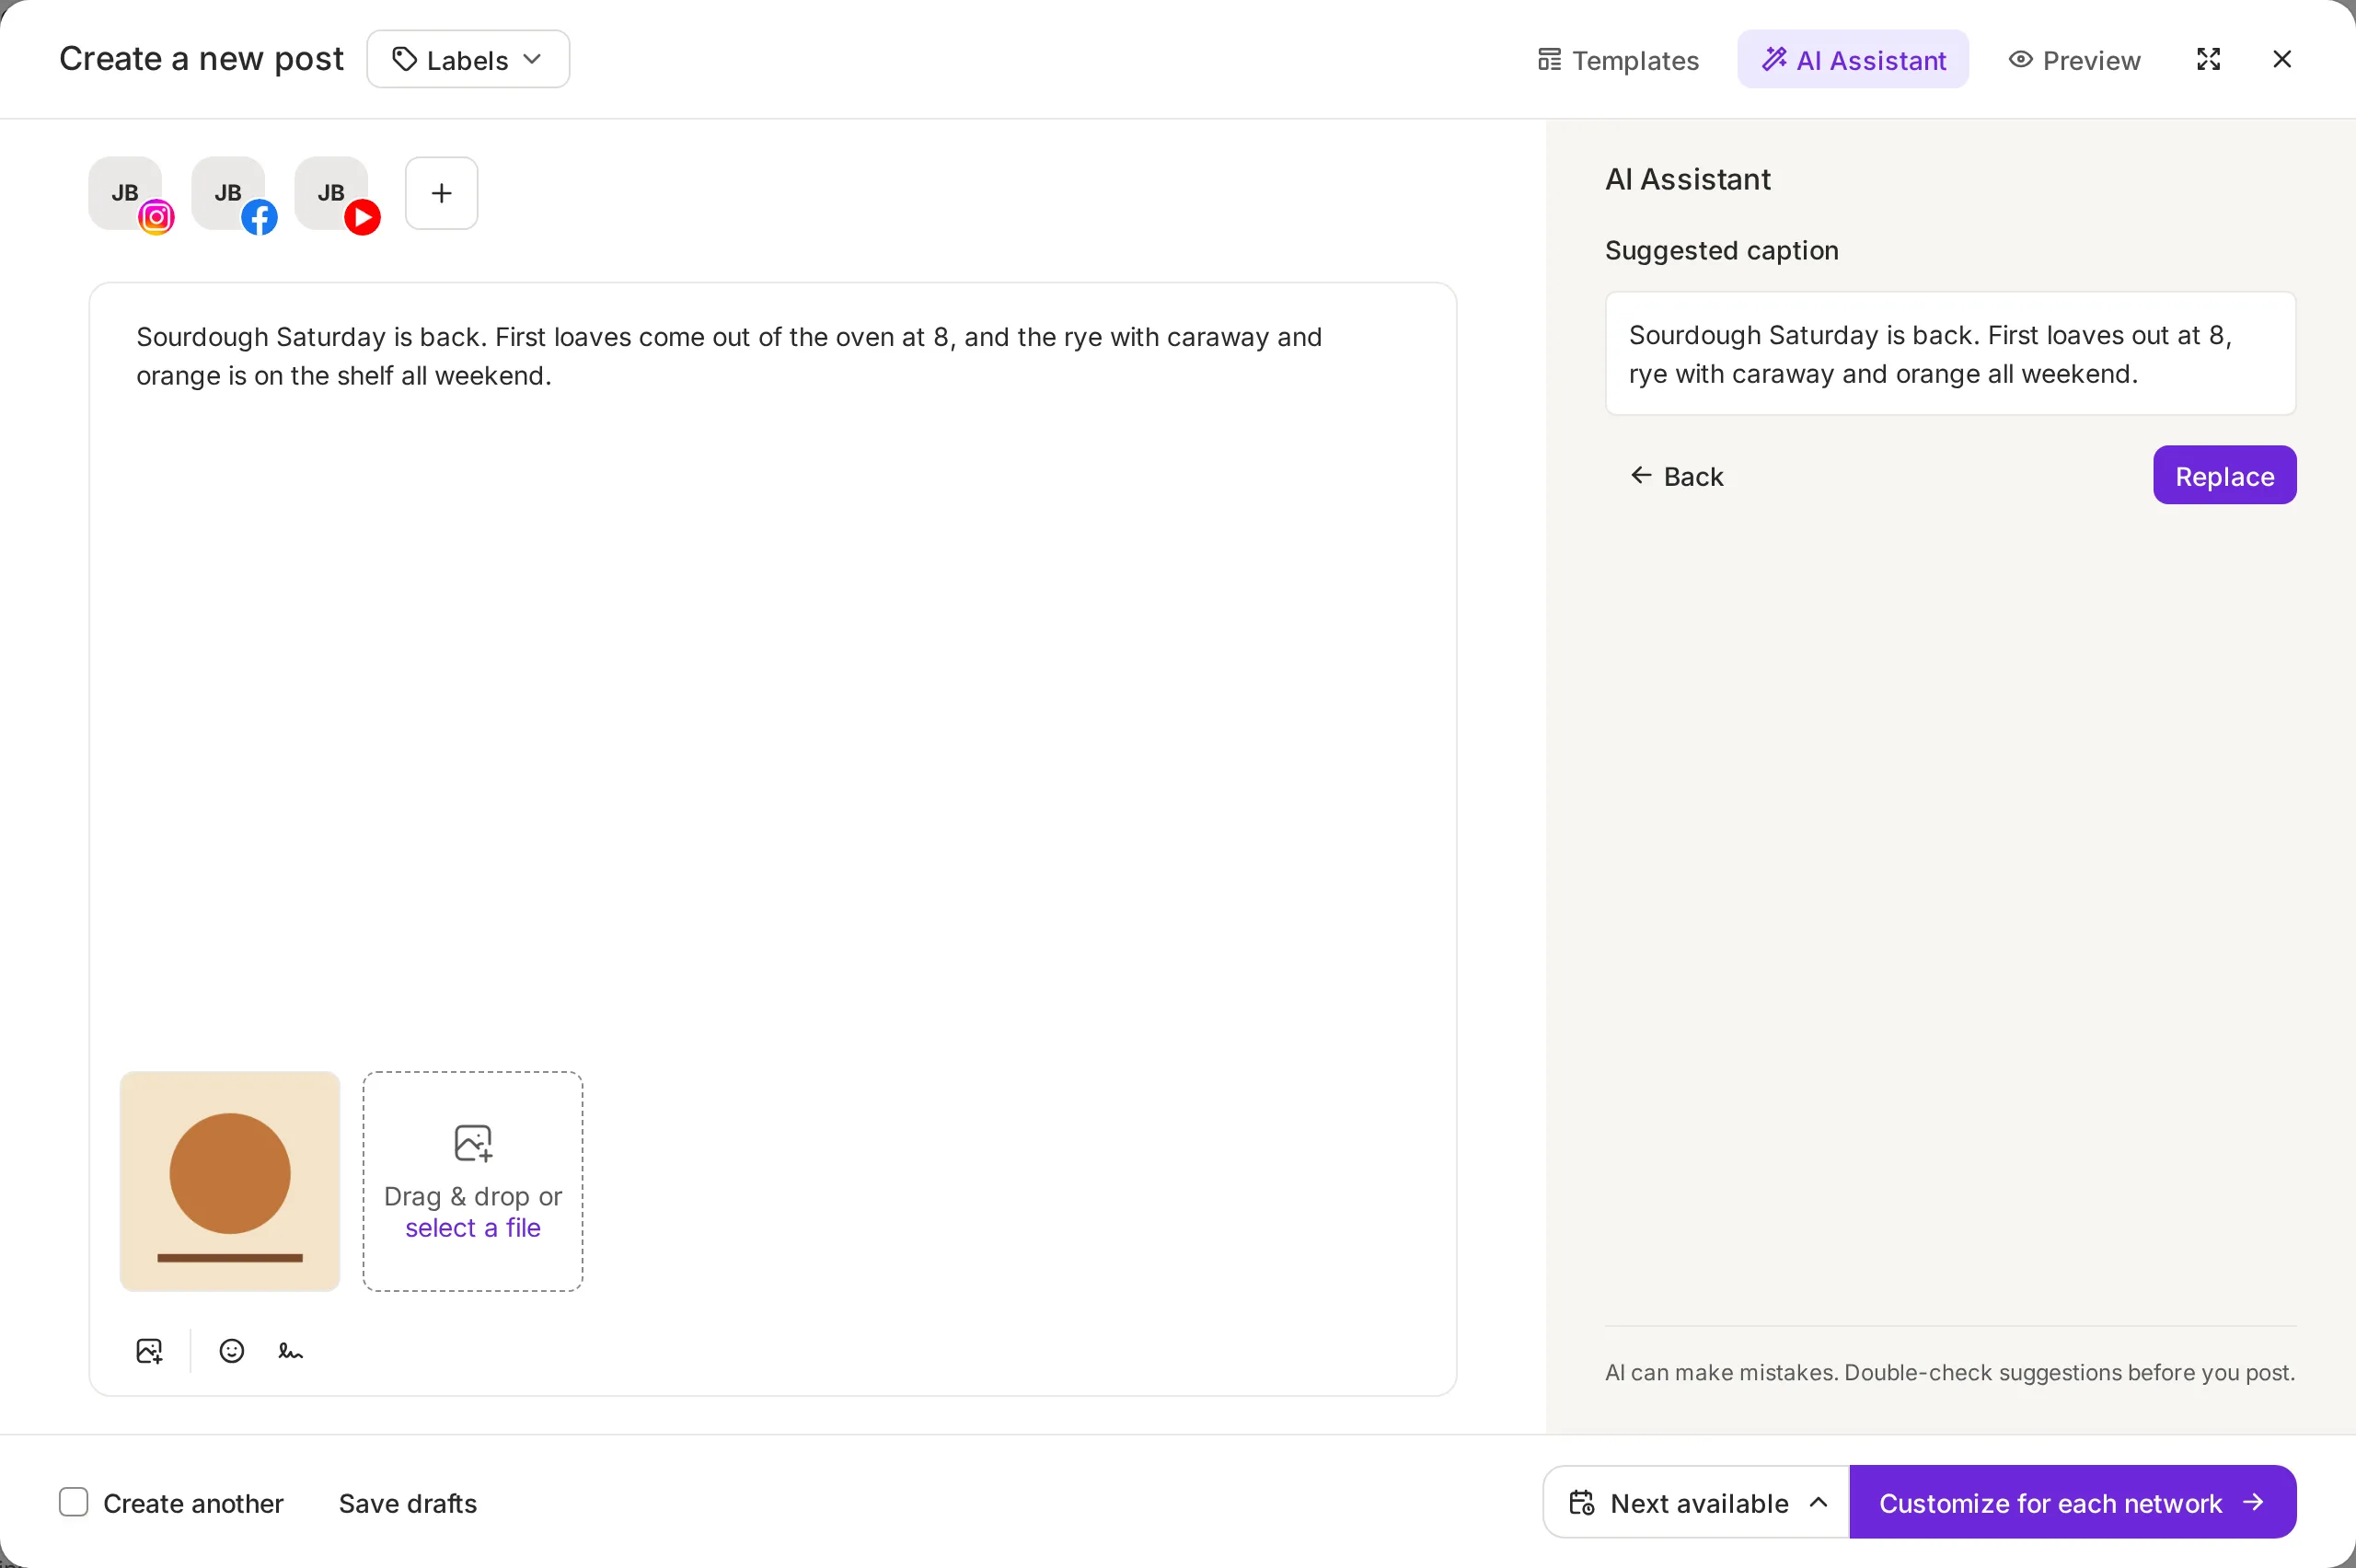 Create a new post
Labels
Templates
AI Assistant
Preview
JB
JB
JB
Sourdough Saturday is back. First loaves come out of the oven at 8, and the rye with caraway and
orange is on the shelf all weekend.
Drag & drop or
select a file
AI Assistant
Suggested caption
Sourdough Saturday is back. First loaves out at 8,
rye with caraway and orange all weekend.
Back
Replace
AI can make mistakes. Double-check suggestions before you post.
Create another
Save drafts
Next available
Customize for each network